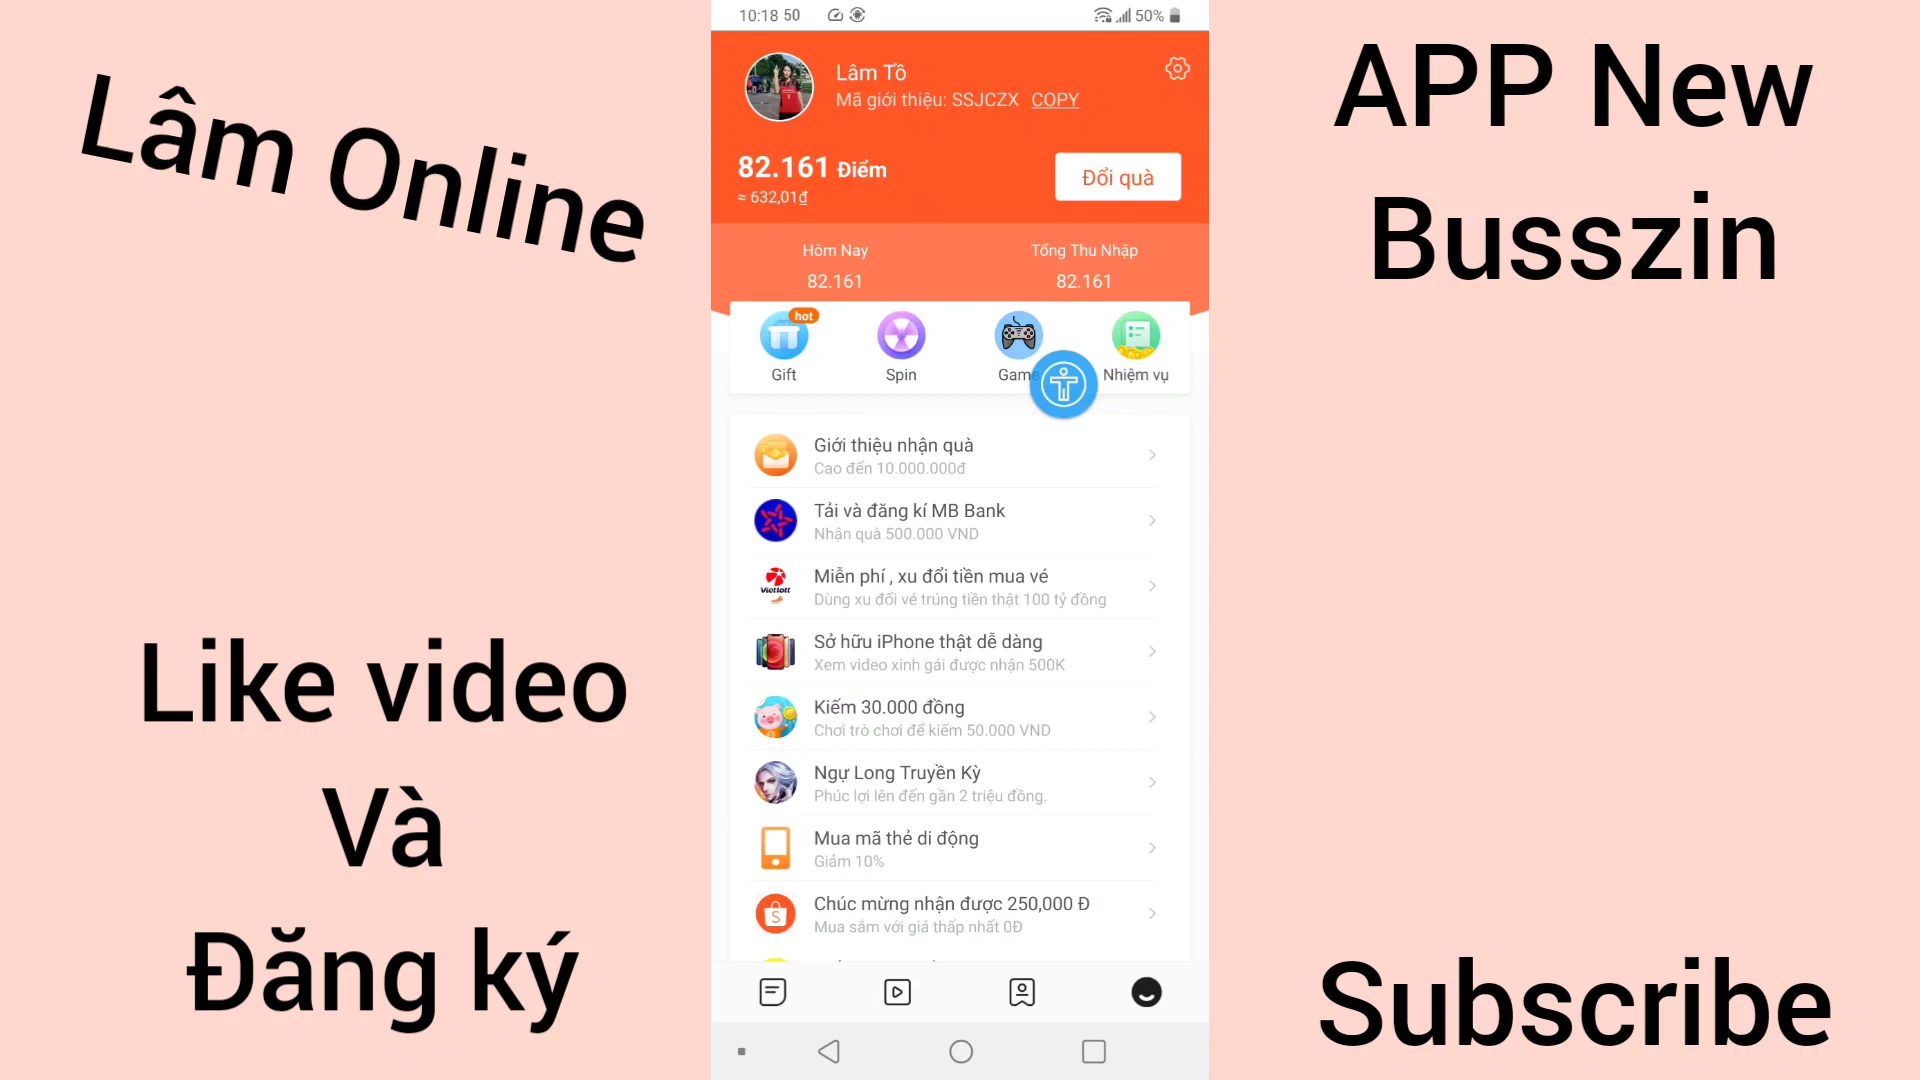 Lâm Online
Like video
Và
Đăng ký
10:18 50
50%
Lâm Tồ
Mã giới thiệu: SSJCZX COPY
82.161 Điểm
≈ 632,01₫
Đổi quà
Hôm Nay
82.161
Tổng Thu Nhập
82.161
hot
Gift
Spin
Game
Nhiệm vụ
Giới thiệu nhận quà
Cao đến 10.000.000đ
Tải và đăng kí MB Bank
Nhận quà 500.000 VND
Vietlott
Miễn phí , xu đổi tiền mua vé
Dùng xu đổi vé trúng tiền thật 100 tỷ đồng
Sở hữu iPhone thật dễ dàng
Xem video xinh gái được nhận 500K
Kiếm 30.000 đồng
Chơi trò chơi để kiếm 50.000 VND
Ngự Long Truyền Kỳ
Phúc lợi lên đến gần 2 triệu đồng.
Mua mã thẻ di động
Giảm 10%
S
Chúc mừng nhận được 250,000 Đ
Mua sắm với giá thấp nhất 0Đ
APP New
Busszin
Subscribe